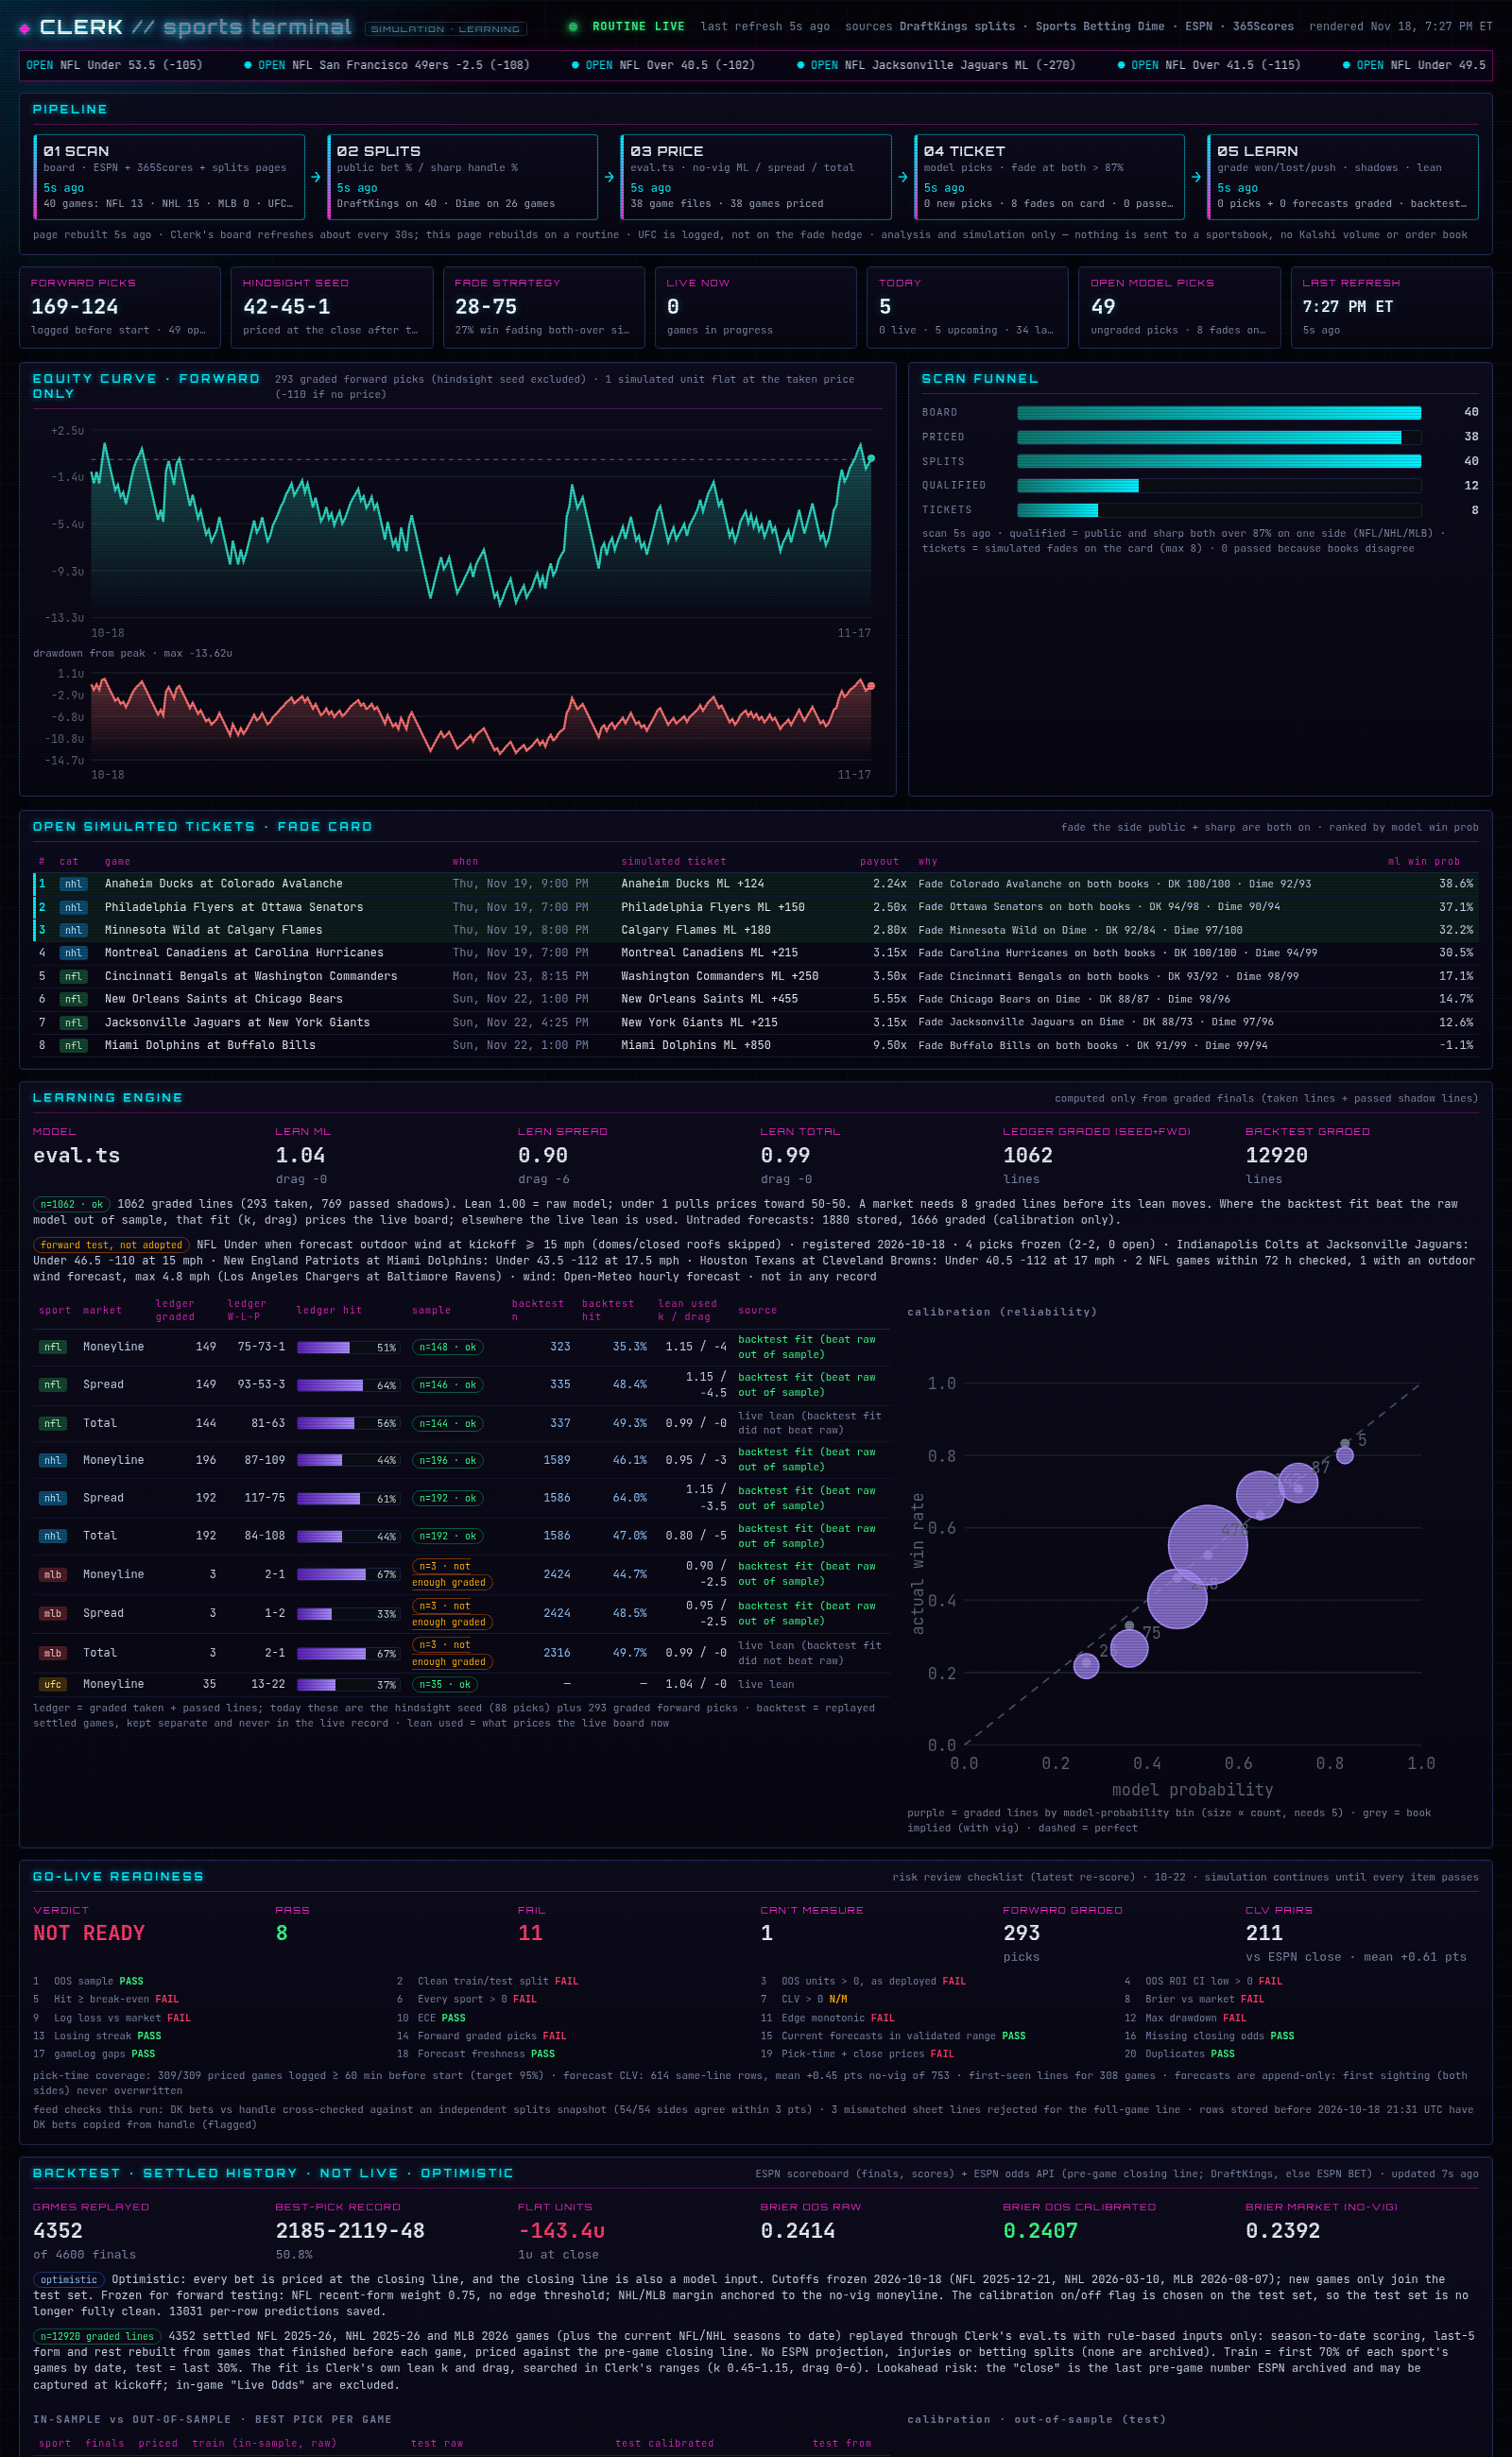 ◆ CLERK // sports terminal SIMULATION · LEARNING ROUTINE LIVE last refresh 5s ago sources DraftKings splits · Sports Betting Dime · ESPN · 365Scores rendered Nov 18, 7:27 PM ET
OPEN NFL Under 53.5 (-105) ● OPEN NFL San Francisco 49ers -2.5 (-108) ● OPEN NFL Over 40.5 (-102) ● OPEN NFL Jacksonville Jaguars ML (-270) ● OPEN NFL Over 41.5 (-115) ● OPEN NFL Under 49.5
PIPELINE
01 SCAN
board · ESPN + 365Scores + splits pages
5s ago
40 games: NFL 13 · NHL 15 · MLB 0 · UFC…
→
02 SPLITS
public bet % / sharp handle %
5s ago
DraftKings on 40 · Dime on 26 games
→
03 PRICE
eval.ts · no-vig ML / spread / total
5s ago
38 game files · 38 games priced
→
04 TICKET
model picks · fade at both > 87%
5s ago
0 new picks · 8 fades on card · 0 passe…
→
05 LEARN
grade won/lost/push · shadows · lean
5s ago
0 picks + 0 forecasts graded · backtest…
page rebuilt 5s ago · Clerk's board refreshes about every 30s; this page rebuilds on a routine · UFC is logged, not on the fade hedge · analysis and simulation only — nothing is sent to a sportsbook, no Kalshi volume or order book
FORWARD PICKS
169-124
logged before start · 49 op…
HINDSIGHT SEED
42-45-1
priced at the close after t…
FADE STRATEGY
28-75
27% win fading both-over si…
LIVE NOW
0
games in progress
TODAY
5
0 live · 5 upcoming · 34 la…
OPEN MODEL PICKS
49
ungraded picks · 8 fades on…
LAST REFRESH
7:27 PM ET
5s ago
EQUITY CURVE · FORWARD ONLY
293 graded forward picks (hindsight seed excluded) · 1 simulated unit flat at the taken price (-110 if no price)
+2.5u
-1.4u
-5.4u
-9.3u
-13.3u
10-18 11-17
drawdown from peak · max -13.62u
1.1u
-2.9u
-6.8u
-10.8u
-14.7u
10-18 11-17
SCAN FUNNEL
BOARD 40
PRICED 38
SPLITS 40
QUALIFIED 12
TICKETS 8
scan 5s ago · qualified = public and sharp both over 87% on one side (NFL/NHL/MLB) ·
tickets = simulated fades on the card (max 8) · 0 passed because books disagree
OPEN SIMULATED TICKETS · FADE CARD fade the side public + sharp are both on · ranked by model win prob
# cat game when simulated ticket payout why ml win prob
1 nhl Anaheim Ducks at Colorado Avalanche Thu, Nov 19, 9:00 PM Anaheim Ducks ML +124 2.24x Fade Colorado Avalanche on both books · DK 100/100 · Dime 92/93 38.6%
2 nhl Philadelphia Flyers at Ottawa Senators Thu, Nov 19, 7:00 PM Philadelphia Flyers ML +150 2.50x Fade Ottawa Senators on both books · DK 94/98 · Dime 90/94 37.1%
3 nhl Minnesota Wild at Calgary Flames Thu, Nov 19, 8:00 PM Calgary Flames ML +180 2.80x Fade Minnesota Wild on Dime · DK 92/84 · Dime 97/100 32.2%
4 nhl Montreal Canadiens at Carolina Hurricanes Thu, Nov 19, 7:00 PM Montreal Canadiens ML +215 3.15x Fade Carolina Hurricanes on both books · DK 100/100 · Dime 94/99 30.5%
5 nfl Cincinnati Bengals at Washington Commanders Mon, Nov 23, 8:15 PM Washington Commanders ML +250 3.50x Fade Cincinnati Bengals on both books · DK 93/92 · Dime 98/99 17.1%
6 nfl New Orleans Saints at Chicago Bears Sun, Nov 22, 1:00 PM New Orleans Saints ML +455 5.55x Fade Chicago Bears on Dime · DK 88/87 · Dime 98/96 14.7%
7 nfl Jacksonville Jaguars at New York Giants Sun, Nov 22, 4:25 PM New York Giants ML +215 3.15x Fade Jacksonville Jaguars on Dime · DK 88/73 · Dime 97/96 12.6%
8 nfl Miami Dolphins at Buffalo Bills Sun, Nov 22, 1:00 PM Miami Dolphins ML +850 9.50x Fade Buffalo Bills on both books · DK 91/99 · Dime 99/94 -1.1%
LEARNING ENGINE computed only from graded finals (taken lines + passed shadow lines)
MODEL LEAN ML LEAN SPREAD LEAN TOTAL LEDGER GRADED (SEED+FWD) BACKTEST GRADED
eval.ts 1.04 0.90 0.99 1062 12920
drag -0 drag -6 drag -0 lines lines
n=1062 · ok 1062 graded lines (293 taken, 769 passed shadows). Lean 1.00 = raw model; under 1 pulls prices toward 50-50. A market needs 8 graded lines before its lean moves. Where the backtest fit beat the raw
model out of sample, that fit (k, drag) prices the live board; elsewhere the live lean is used. Untraded forecasts: 1880 stored, 1666 graded (calibration only).
forward test, not adopted NFL Under when forecast outdoor wind at kickoff ≥ 15 mph (domes/closed roofs skipped) · registered 2026-10-18 · 4 picks frozen (2-2, 0 open) · Indianapolis Colts at Jacksonville Jaguars:
Under 46.5 -110 at 15 mph · New England Patriots at Miami Dolphins: Under 43.5 -112 at 17.5 mph · Houston Texans at Cleveland Browns: Under 40.5 -112 at 17 mph · 2 NFL games within 72 h checked, 1 with an outdoor
wind forecast, max 4.8 mph (Los Angeles Chargers at Baltimore Ravens) · wind: Open-Meteo hourly forecast · not in any record
sport market ledger graded ledger W-L-P ledger hit sample backtest n backtest hit lean used k / drag source
nfl Moneyline 149 75-73-1 51% n=148 · ok 323 35.3% 1.15 / -4 backtest fit (beat raw out of sample)
nfl Spread 149 93-53-3 64% n=146 · ok 335 48.4% 1.15 / -4.5 backtest fit (beat raw out of sample)
nfl Total 144 81-63 56% n=144 · ok 337 49.3% 0.99 / -0 live lean (backtest fit did not beat raw)
nhl Moneyline 196 87-109 44% n=196 · ok 1589 46.1% 0.95 / -3 backtest fit (beat raw out of sample)
nhl Spread 192 117-75 61% n=192 · ok 1586 64.0% 1.15 / -3.5 backtest fit (beat raw out of sample)
nhl Total 192 84-108 44% n=192 · ok 1586 47.0% 0.80 / -5 backtest fit (beat raw out of sample)
mlb Moneyline 3 2-1 67% n=3 · not enough graded 2424 44.7% 0.90 / -2.5 backtest fit (beat raw out of sample)
mlb Spread 3 1-2 33% n=3 · not enough graded 2424 48.5% 0.95 / -2.5 backtest fit (beat raw out of sample)
mlb Total 3 2-1 67% n=3 · not enough graded 2316 49.7% 0.99 / -0 live lean (backtest fit did not beat raw)
ufc Moneyline 35 13-22 37% n=35 · ok — — 1.04 / -0 live lean
ledger = graded taken + passed lines; today these are the hindsight seed (88 picks) plus 293 graded forward picks · backtest = replayed
settled games, kept separate and never in the live record · lean used = what prices the live board now
calibration (reliability)
1.0
0.8
0.6
0.4
0.2
0.0
actual win rate
5
87
75
0.0 0.2 0.4 0.6 0.8 1.0
model probability
purple = graded lines by model-probability bin (size ∝ count, needs 5) · grey = book
implied (with vig) · dashed = perfect
GO-LIVE READINESS risk review checklist (latest re-score) · 10-22 · simulation continues until every item passes
VERDICT PASS FAIL CAN'T MEASURE FORWARD GRADED CLV PAIRS
NOT READY 8 11 1 293 211
picks vs ESPN close · mean +0.61 pts
1 OOS sample PASS 2 Clean train/test split FAIL 3 OOS units > 0, as deployed FAIL 4 OOS ROI CI low > 0 FAIL
5 Hit ≥ break-even FAIL 6 Every sport > 0 FAIL 7 CLV > 0 N/M 8 Brier vs market FAIL
9 Log loss vs market FAIL 10 ECE PASS 11 Edge monotonic FAIL 12 Max drawdown FAIL
13 Losing streak PASS 14 Forward graded picks FAIL 15 Current forecasts in validated range PASS 16 Missing closing odds PASS
17 gameLog gaps PASS 18 Forecast freshness PASS 19 Pick-time + close prices FAIL 20 Duplicates PASS
pick-time coverage: 309/309 priced games logged ≥ 60 min before start (target 95%) · forecast CLV: 614 same-line rows, mean +0.45 pts no-vig of 753 · first-seen lines for 308 games · forecasts are append-only: first sighting (both
sides) never overwritten
feed checks this run: DK bets vs handle cross-checked against an independent splits snapshot (54/54 sides agree within 3 pts) · 3 mismatched sheet lines rejected for the full-game line · rows stored before 2026-10-18 21:31 UTC have
DK bets copied from handle (flagged)
BACKTEST · SETTLED HISTORY · NOT LIVE · OPTIMISTIC ESPN scoreboard (finals, scores) + ESPN odds API (pre-game closing line; DraftKings, else ESPN BET) · updated 7s ago
GAMES REPLAYED BEST-PICK RECORD FLAT UNITS BRIER OOS RAW BRIER OOS CALIBRATED BRIER MARKET (NO-VIG)
4352 2185-2119-48 -143.4u 0.2414 0.2407 0.2392
of 4600 finals 50.8% 1u at close
optimistic Optimistic: every bet is priced at the closing line, and the closing line is also a model input. Cutoffs frozen 2026-10-18 (NFL 2025-12-21, NHL 2026-03-10, MLB 2026-08-07); new games only join the
test set. Frozen for forward testing: NFL recent-form weight 0.75, no edge threshold; NHL/MLB margin anchored to the no-vig moneyline. The calibration on/off flag is chosen on the test set, so the test set is no
longer fully clean. 13031 per-row predictions saved.
n=12920 graded lines 4352 settled NFL 2025-26, NHL 2025-26 and MLB 2026 games (plus the current NFL/NHL seasons to date) replayed through Clerk's eval.ts with rule-based inputs only: season-to-date scoring, last-5
form and rest rebuilt from games that finished before each game, priced against the pre-game closing line. No ESPN projection, injuries or betting splits (none are archived). Train = first 70% of each sport's
games by date, test = last 30%. The fit is Clerk's own lean k and drag, searched in Clerk's ranges (k 0.45–1.15, drag 0–6). Lookahead risk: the "close" is the last pre-game number ESPN archived and may be
captured at kickoff; in-game "Live Odds" are excluded.
IN-SAMPLE vs OUT-OF-SAMPLE · BEST PICK PER GAME calibration · out-of-sample (test)
sport finals priced train (in-sample, raw) test raw test calibrated test from